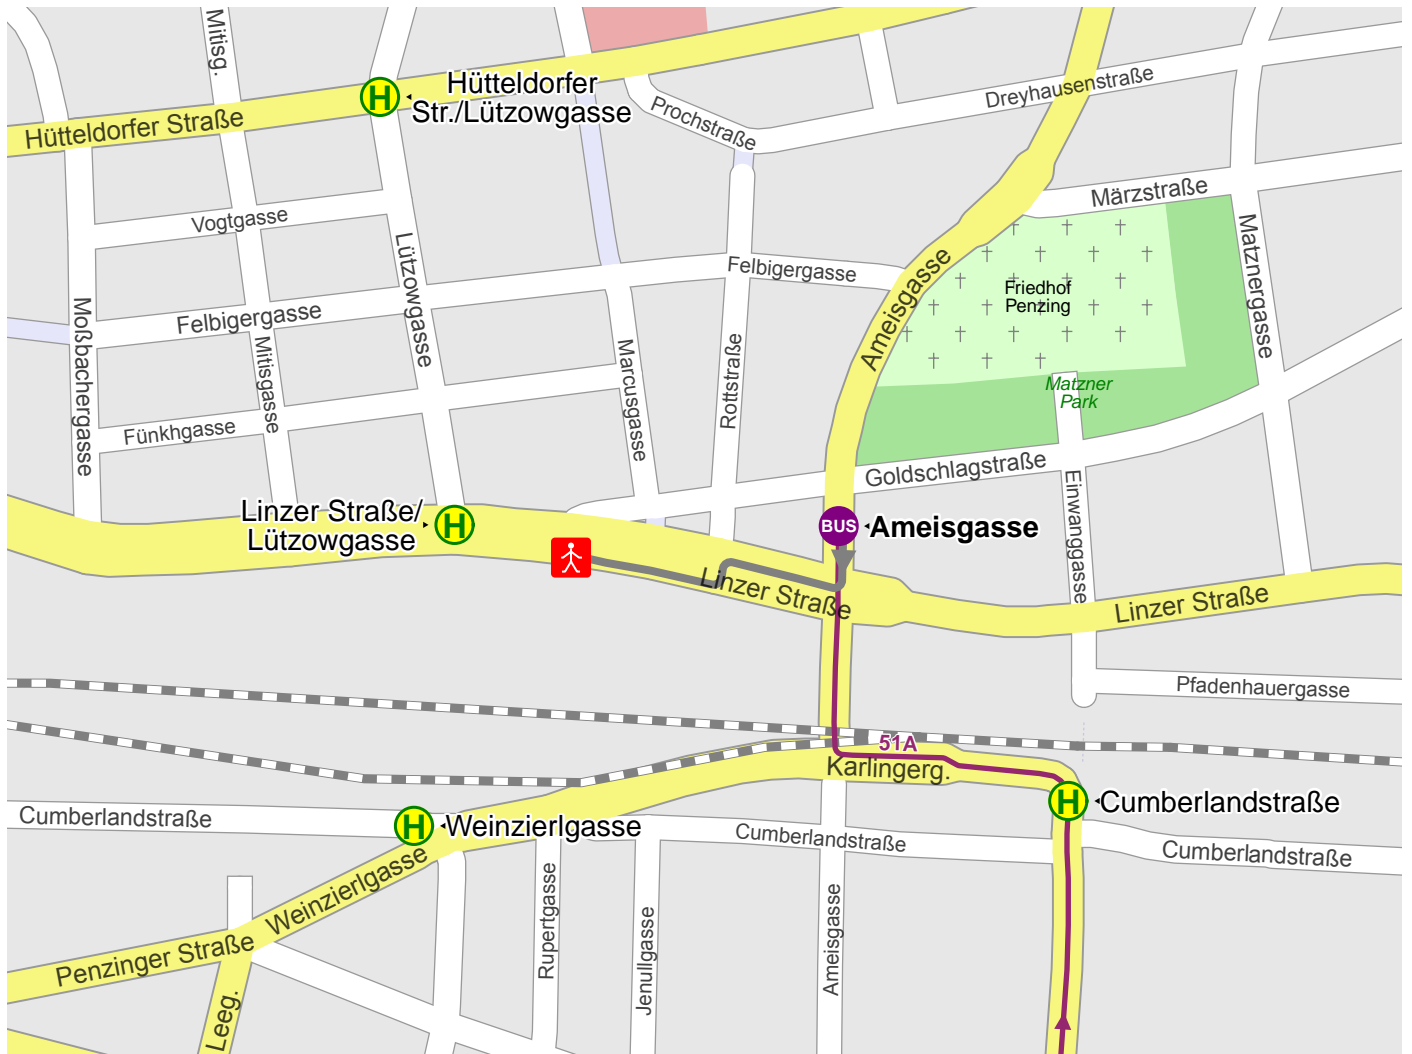 Mitisg.
Hütteldorfer
Str./Lützowgasse
H
Hütteldorfer Straße
Prochstraße
Dreyhausenstraße
Märzstraße
Vogtgasse
Lützowgasse
Matznergasse
Ameisgasse
Felbigergasse
Friedhof
Penzing
Felbigergasse
Moßbachergasse
Mitisgasse
Marcusgasse
Rottstraße
Matzner
Park
Fünkhgasse
Goldschlagstraße
Einwanggasse
Linzer Straße/
Lützowgasse
H
BUS
Ameisgasse
Linzer Straße
Linzer Straße
Pfadenhauergasse
51A
Karlingerg.
H
Cumberlandstraße
Cumberlandstraße
H
Weinzierlgasse
Cumberlandstraße
Cumberlandstraße
Weinzierlgasse
Rupertgasse
Jenullgasse
Ameisgasse
Penzinger Straße
Leeg.